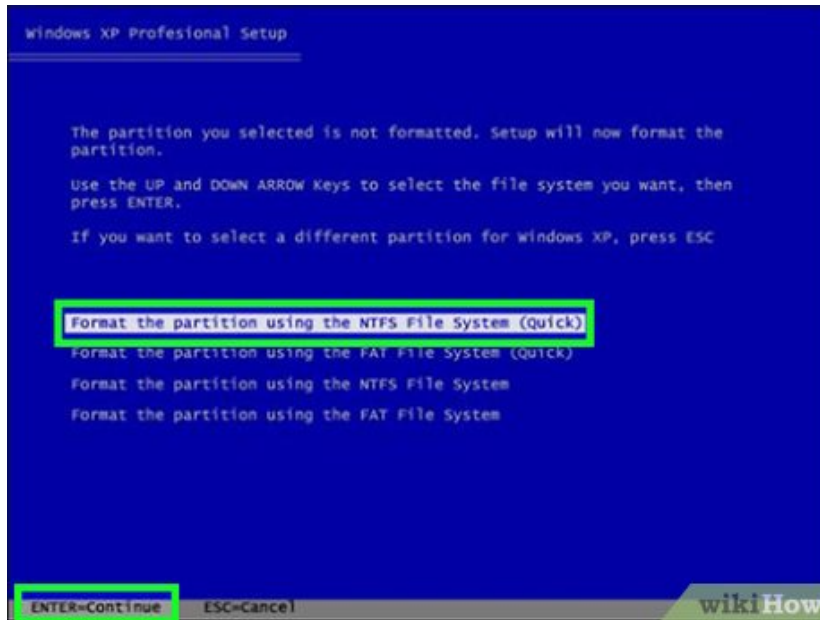 Windows XP Profesional Setup
The partition you selected is not formatted. Setup will now format the
partition.
Use the UP and DOWN ARROW Keys to select the file system you want, then
press ENTER.
If you want to select a different partition for Windows XP, press ESC
Format the partition using the NTFS File System (Quick)
Format the partition using the FAT File System (Quick)
Format the partition using the NTFS File System
Format the partition using the FAT File System
ENTER=Continue ESC=Cancel
wikiHow